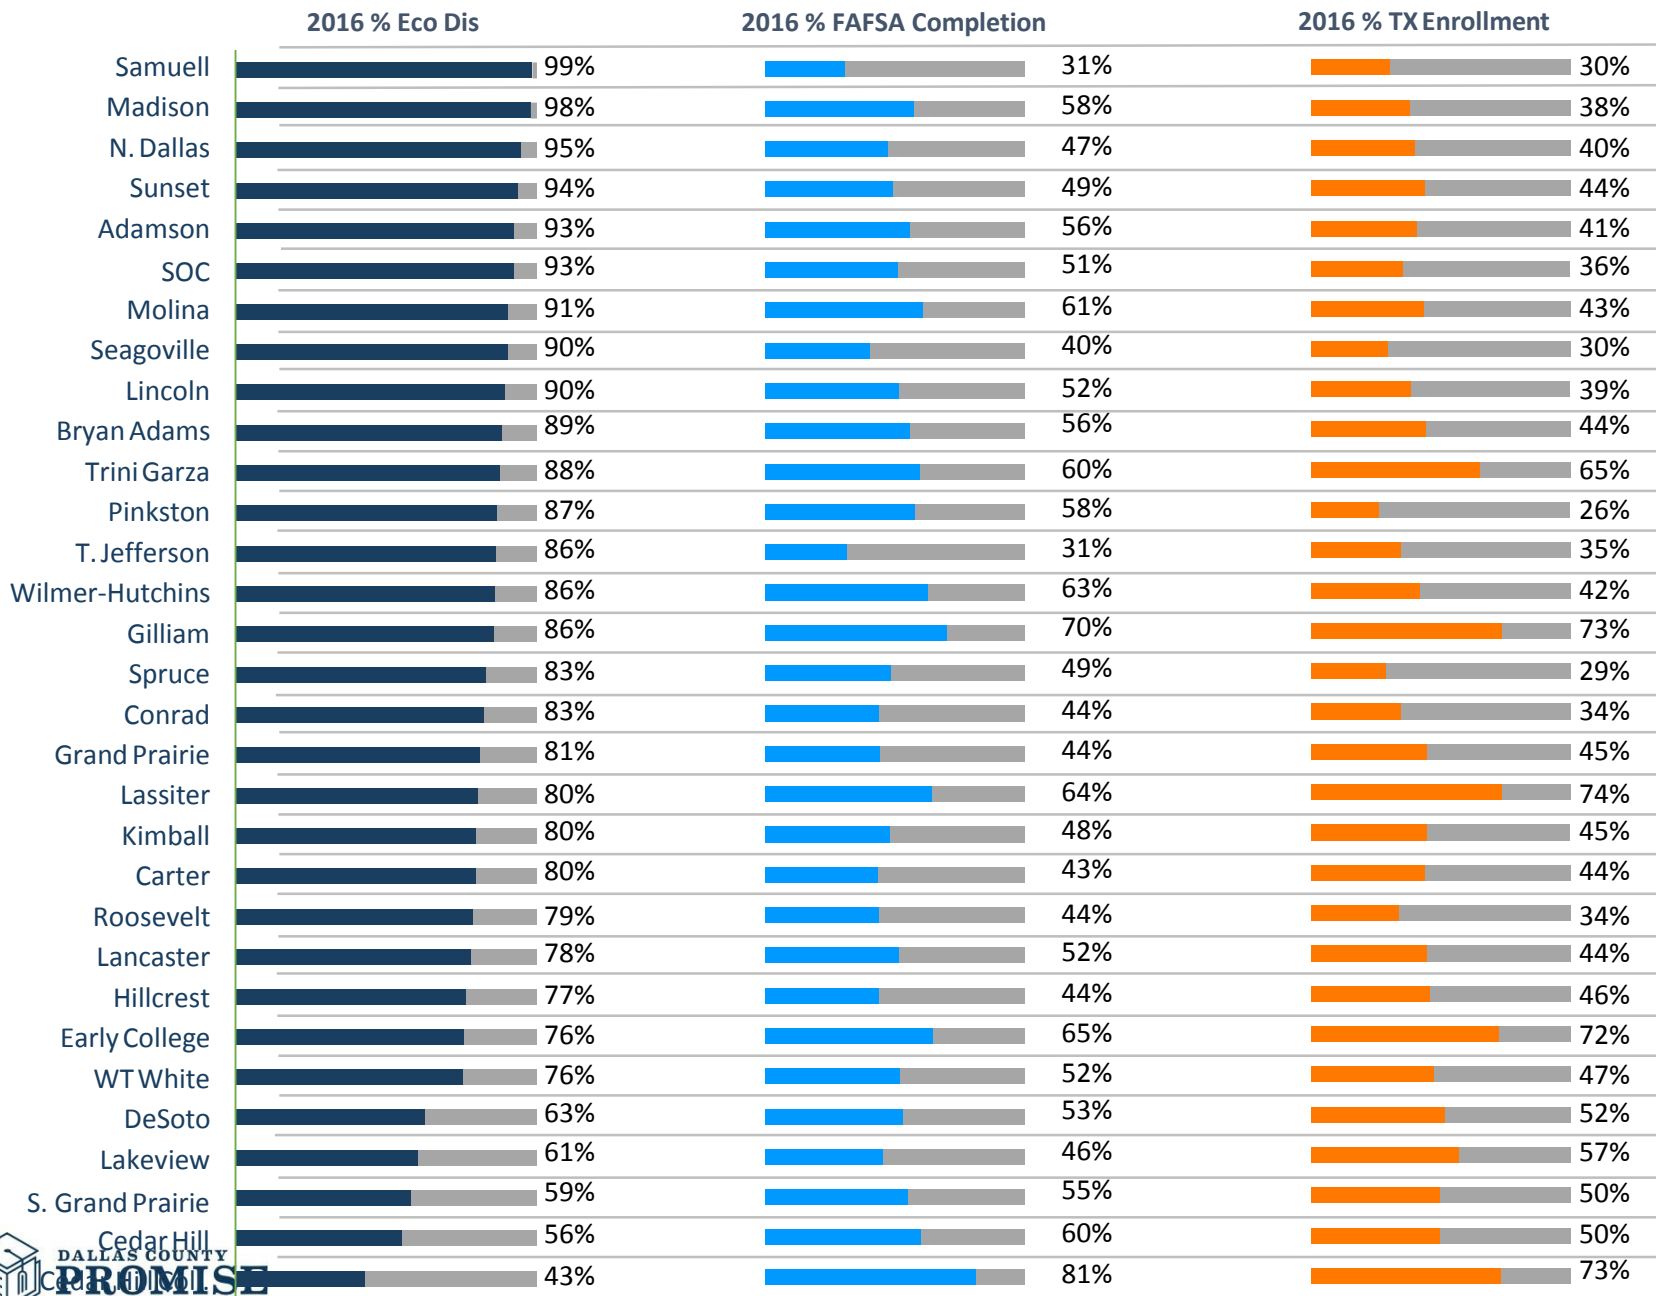 2016 % Eco Dis 2016 % FAFSA Completion 2016 % TX Enrollment
Samuell 99% 31% 30%
Madison 98% 58% 38%
N. Dallas 95% 47% 40%
Sunset 94% 49% 44%
Adamson 93% 56% 41%
SOC 93% 51% 36%
Molina 91% 61% 43%
Seagoville 90% 40% 30%
Lincoln 90% 52% 39%
Bryan Adams 89% 56% 44%
Trini Garza 88% 60% 65%
Pinkston 87% 58% 26%
T. Jefferson 86% 31% 35%
Wilmer-Hutchins 86% 63% 42%
Gilliam 86% 70% 73%
Spruce 83% 49% 29%
Conrad 83% 44% 34%
Grand Prairie 81% 44% 45%
Lassiter 80% 64% 74%
Kimball 80% 48% 45%
Carter 80% 43% 44%
Roosevelt 79% 44% 34%
Lancaster 78% 52% 44%
Hillcrest 77% 44% 46%
Early College 76% 65% 72%
WT White 76% 52% 47%
DeSoto 63% 53% 52%
Lakeview 61% 46% 57%
S. Grand Prairie 59% 55% 50%
Cedar Hill 56% 60% 50%
DALLAS COUNTY
Cedar Hill Coll. 43% 81% 73%
PROMISE